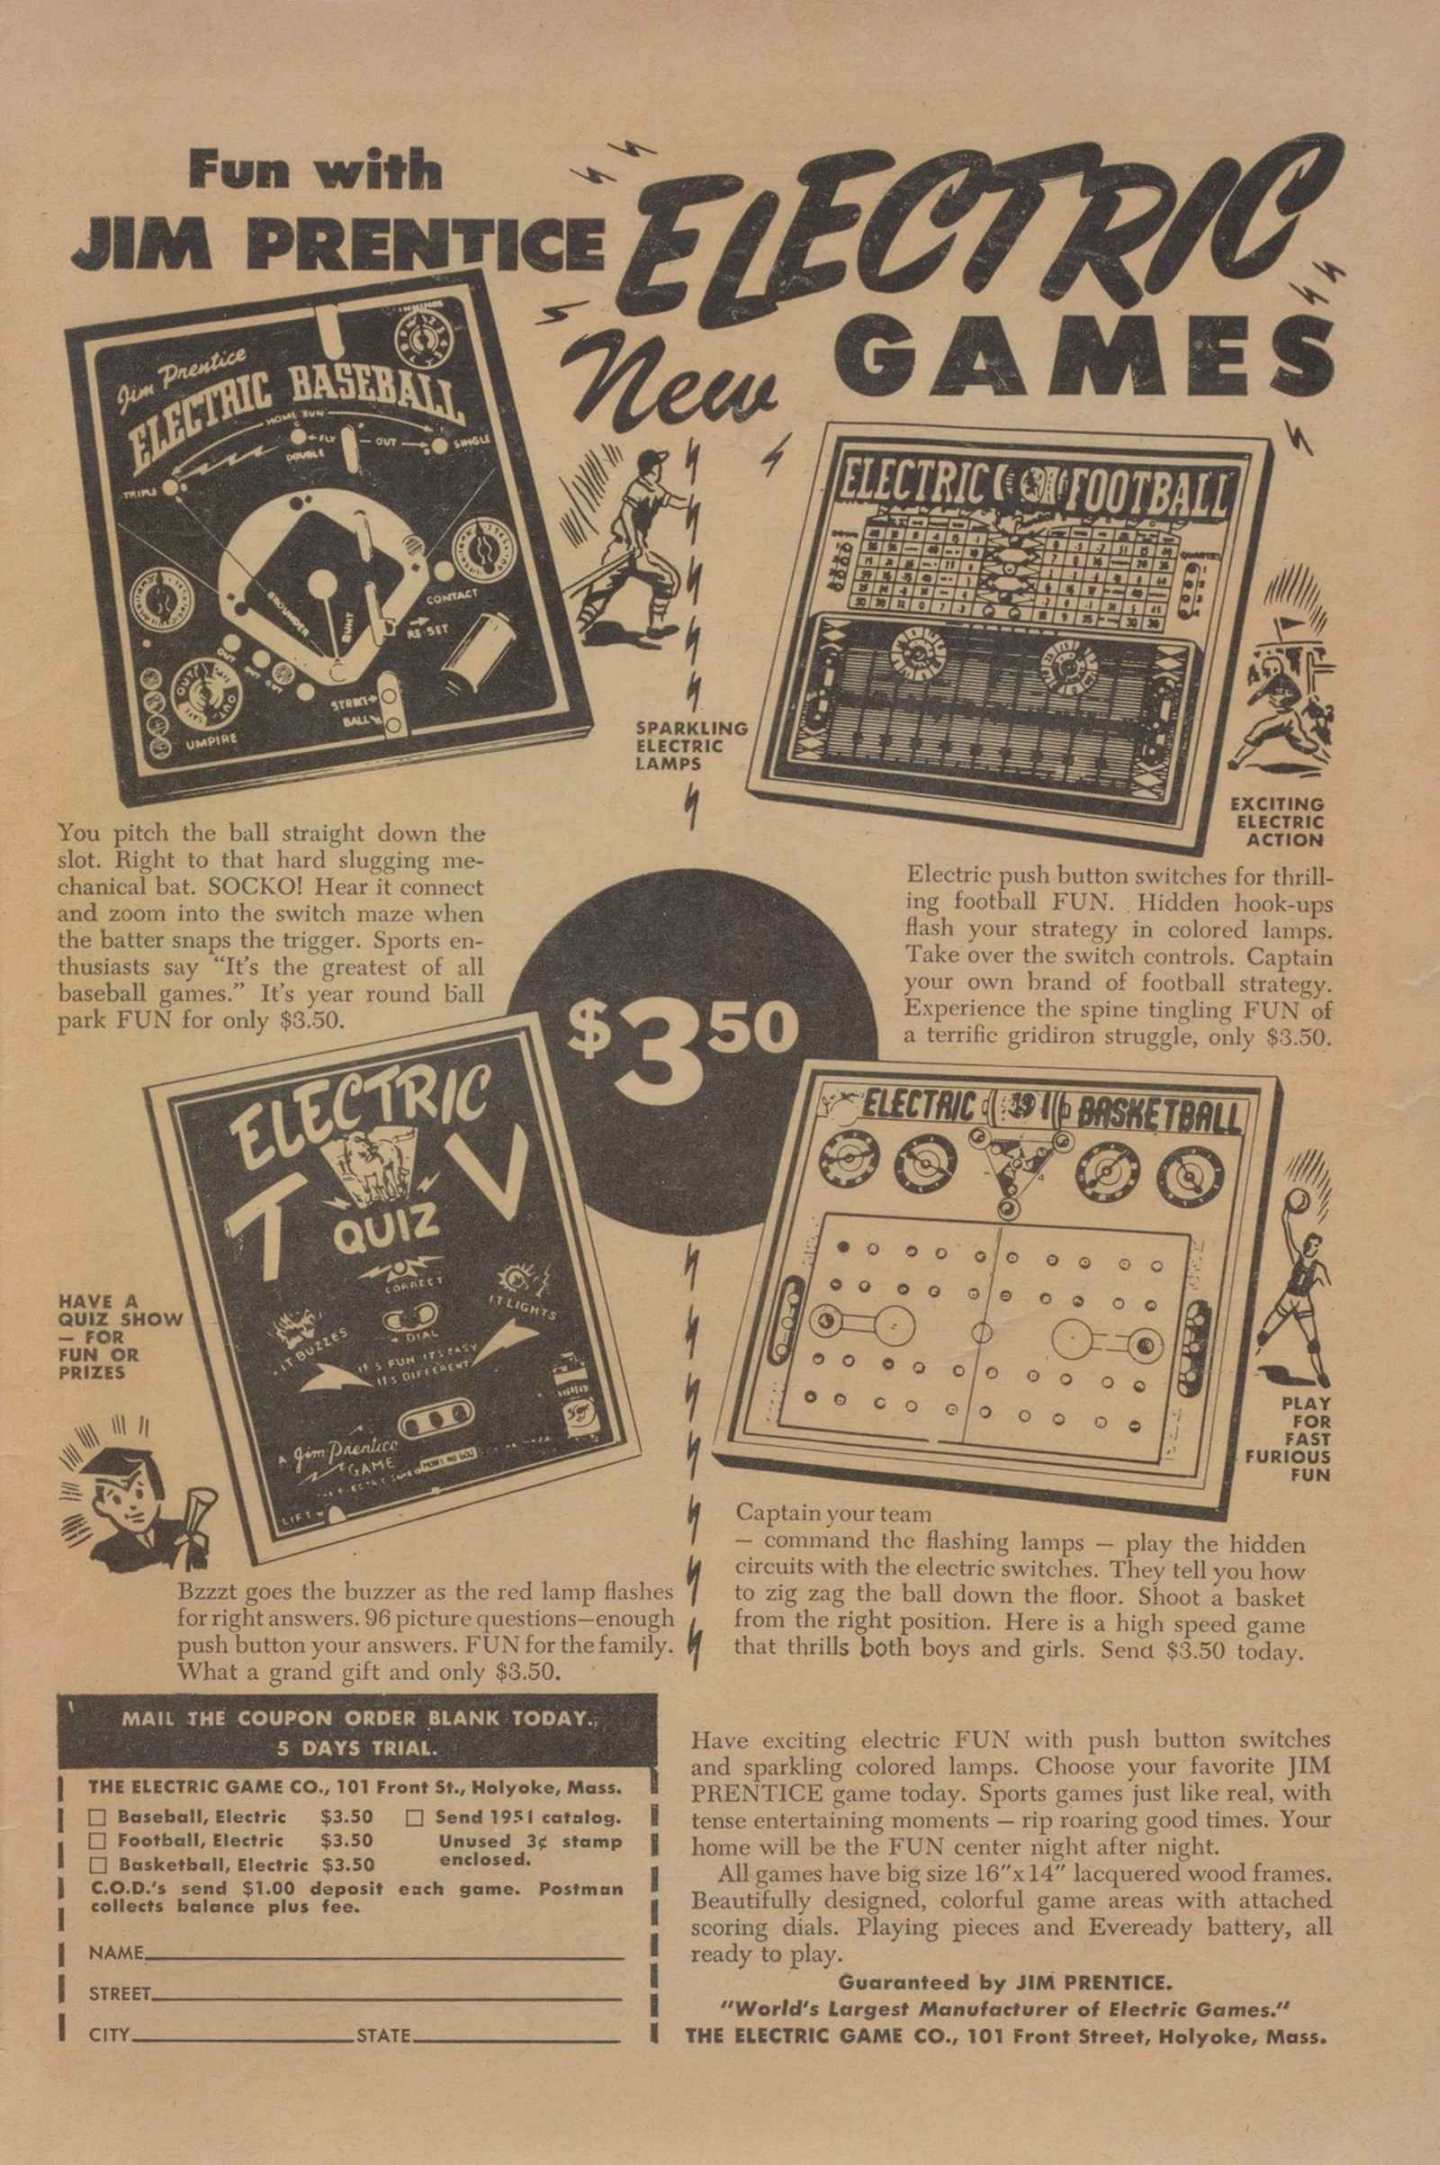 Fun with
JIM PRENTICE
ELECTRIC
New GAMES
Jim Prentice
ELECTRIC BASEBALL
HOME RUN
FLY
OUT
SINGLE
DOUBLE
TRIPLE
CONTACT
GROUNDER
BUNT
RE SET
OUT
OUT
OUT
STRIKE
BALL
UMPIRE
SPARKLING
ELECTRIC
LAMPS
ELECTRIC FOOTBALL
QUARTER
EXCITING
ELECTRIC
ACTION
You pitch the ball straight down the
slot. Right to that hard slugging me-
chanical bat. SOCKO! Hear it connect
and zoom into the switch maze when
the batter snaps the trigger. Sports en-
thusiasts say "It's the greatest of all
baseball games." It's year round ball
park FUN for only $3.50.
Electric push button switches for thrill-
ing football FUN. Hidden hook-ups
flash your strategy in colored lamps.
Take over the switch controls. Captain
your own brand of football strategy.
Experience the spine tingling FUN of
a terrific gridiron struggle, only $3.50.
$3.50
ELECTRIC
T V
QUIZ
CORRECT
IT LIGHTS
IT BUZZES
DIAL
IT'S FUN IT'S EASY
IT'S DIFFERENT
A Jim Prentice
GAME
LIFT
HAVE A
QUIZ SHOW
— FOR
FUN OR
PRIZES
ELECTRIC BASKETBALL
PLAY
FOR
FAST
FURIOUS
FUN
Bzzzt goes the buzzer as the red lamp flashes
for right answers. 96 picture questions—enough
push button your answers. FUN for the family.
What a grand gift and only $3.50.
Captain your team
— command the flashing lamps — play the hidden
circuits with the electric switches. They tell you how
to zig zag the ball down the floor. Shoot a basket
from the right position. Here is a high speed game
that thrills both boys and girls. Send $3.50 today.
MAIL THE COUPON ORDER BLANK TODAY.
5 DAYS TRIAL.
THE ELECTRIC GAME CO., 101 Front St., Holyoke, Mass.
☐ Baseball, Electric $3.50 ☐ Send 1951 catalog.
☐ Football, Electric $3.50 Unused 3¢ stamp
☐ Basketball, Electric $3.50 enclosed.
C.O.D.'s send $1.00 deposit each game. Postman
collects balance plus fee.
NAME
STREET
CITY STATE
Have exciting electric FUN with push button switches
and sparkling colored lamps. Choose your favorite JIM
PRENTICE game today. Sports games just like real, with
tense entertaining moments — rip roaring good times. Your
home will be the FUN center night after night.
All games have big size 16"x14" lacquered wood frames.
Beautifully designed, colorful game areas with attached
scoring dials. Playing pieces and Eveready battery, all
ready to play.
Guaranteed by JIM PRENTICE.
"World's Largest Manufacturer of Electric Games."
THE ELECTRIC GAME CO., 101 Front Street, Holyoke, Mass.